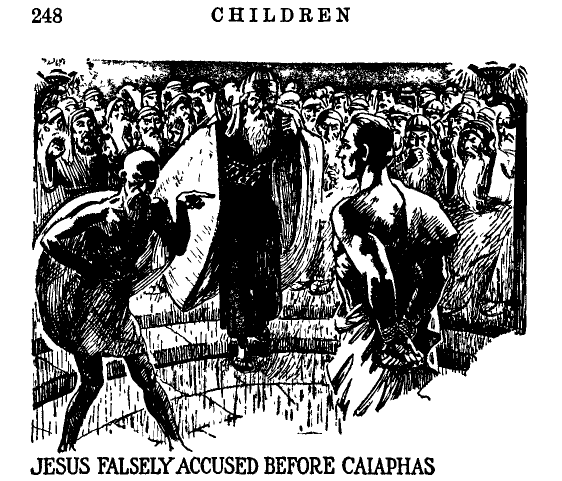 248
CHILDREN
JESUS FALSELY ACCUSED BEFORE CAIAPHAS